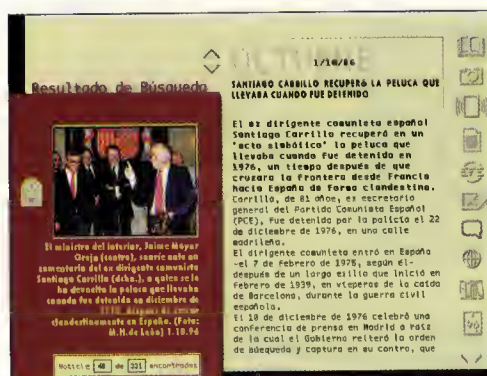 OCTUBRE
1/10/86
Resultado de Búsqueda
SANTIAGO CARRILLO RECUPERÓ LA PELUCA QUE
LLEVABA CUANDO FUE DETENIDO
El ex dirigente comunista español
Santiago Carrillo recuperó en un
"acto simbólico" la peluca que
llevaba cuando fue detenido en
1976, un tiempo después de que
cruzara la frontera desde Francia
hacia España de forma clandestina.
Carrillo, de 81 años, ex secretario
general del Partido Comunista Español
(PCE), fue detenido por la policía el 22
de diciembre de 1976, en una calle
madrileña.
El dirigente comunista entró en España
-el 7 de febrero de 1975, según él-
después de un largo exilio que inició en
febrero de 1939, en vísperas de la caída
de Barcelona, durante la guerra civil
española.
El 10 de diciembre de 1976 celebró una
conferencia de prensa en Madrid a raíz
de la cual el Gobierno reiteró la orden
de búsqueda y captura en su contra, que
El ministro del Interior, Jaime Mayor
Oreja (centro), sonríe ante un
comentario del ex dirigente comunista
Santiago Carrillo (dcha.), a quien se le
ha devuelto la peluca que llevaba
cuando fue detenido en diciembre de
clandestinamente en España. (Foto:
M.H.de León) 1.10.96
Noticia 48 de 331 encontradas